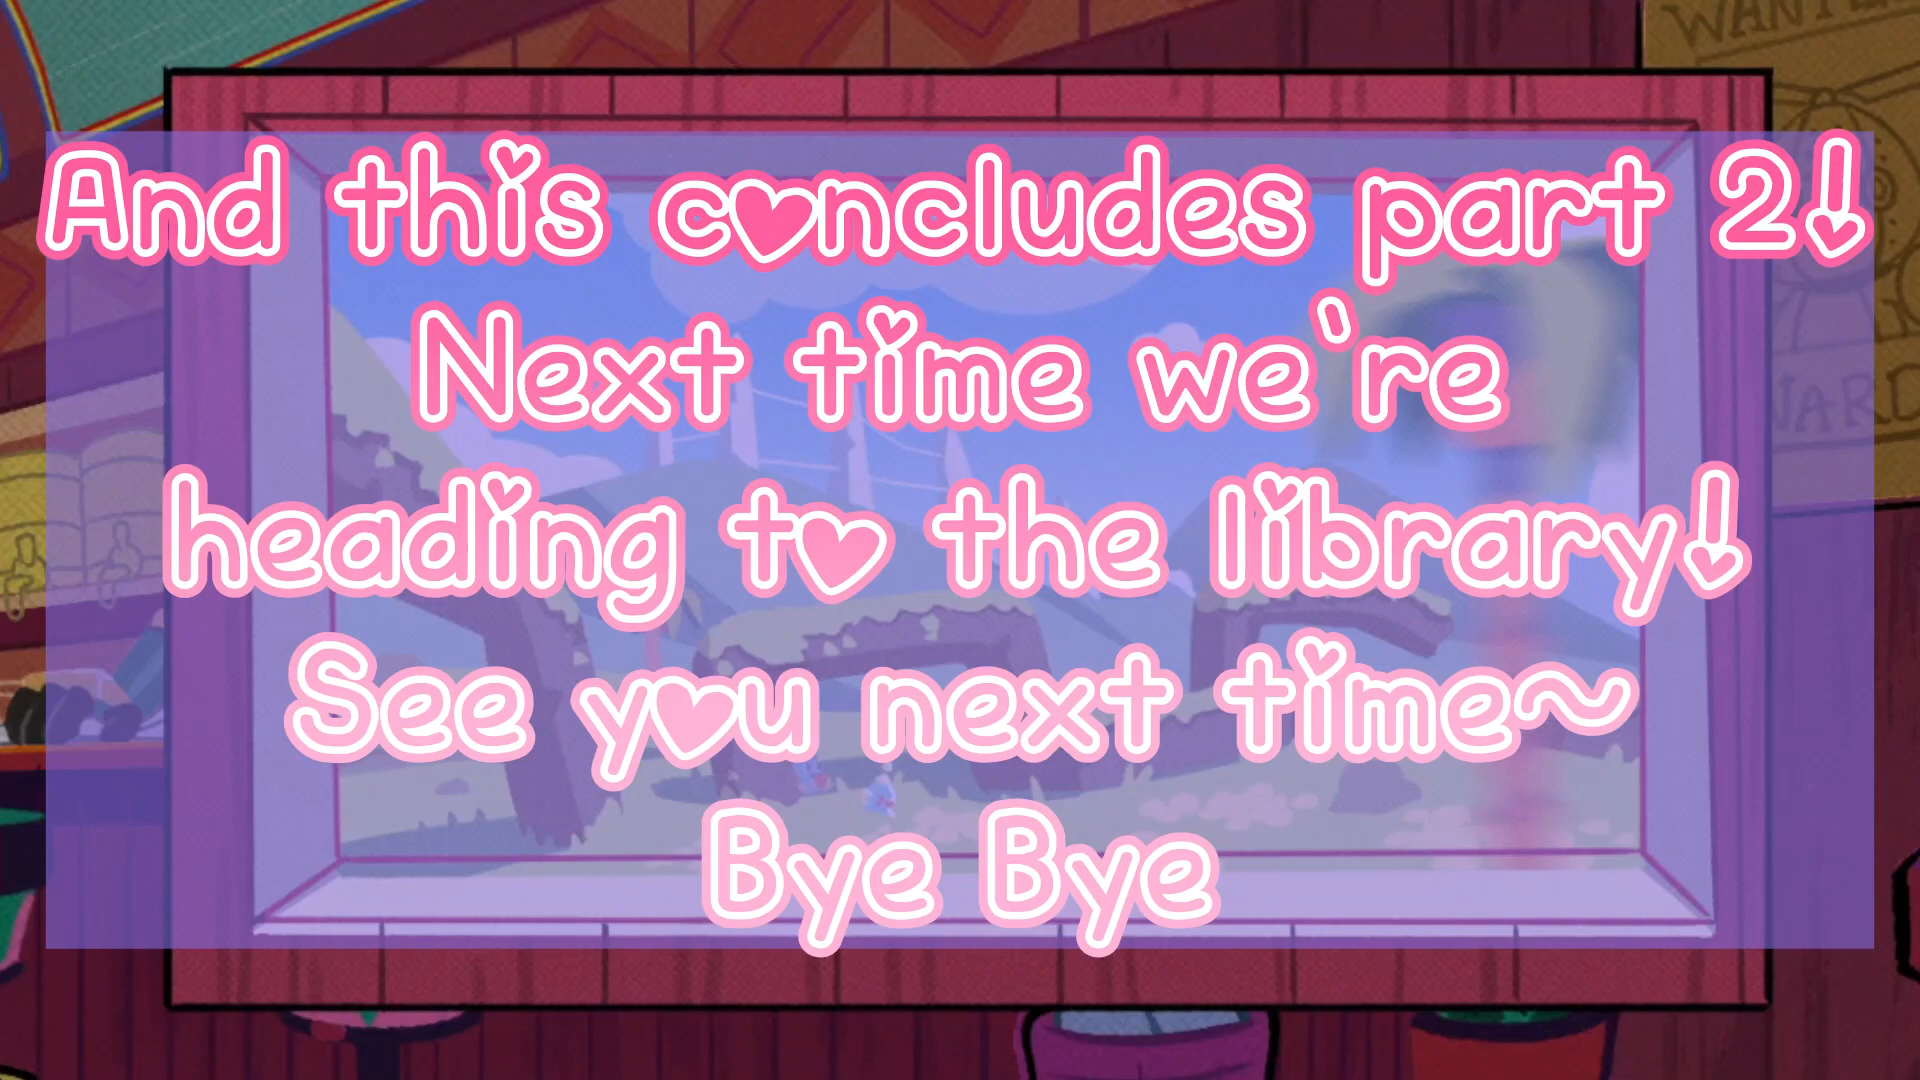 And this concludes part 2!
Next time we're
heading to the library!
See you next time~
Bye Bye
WANTED